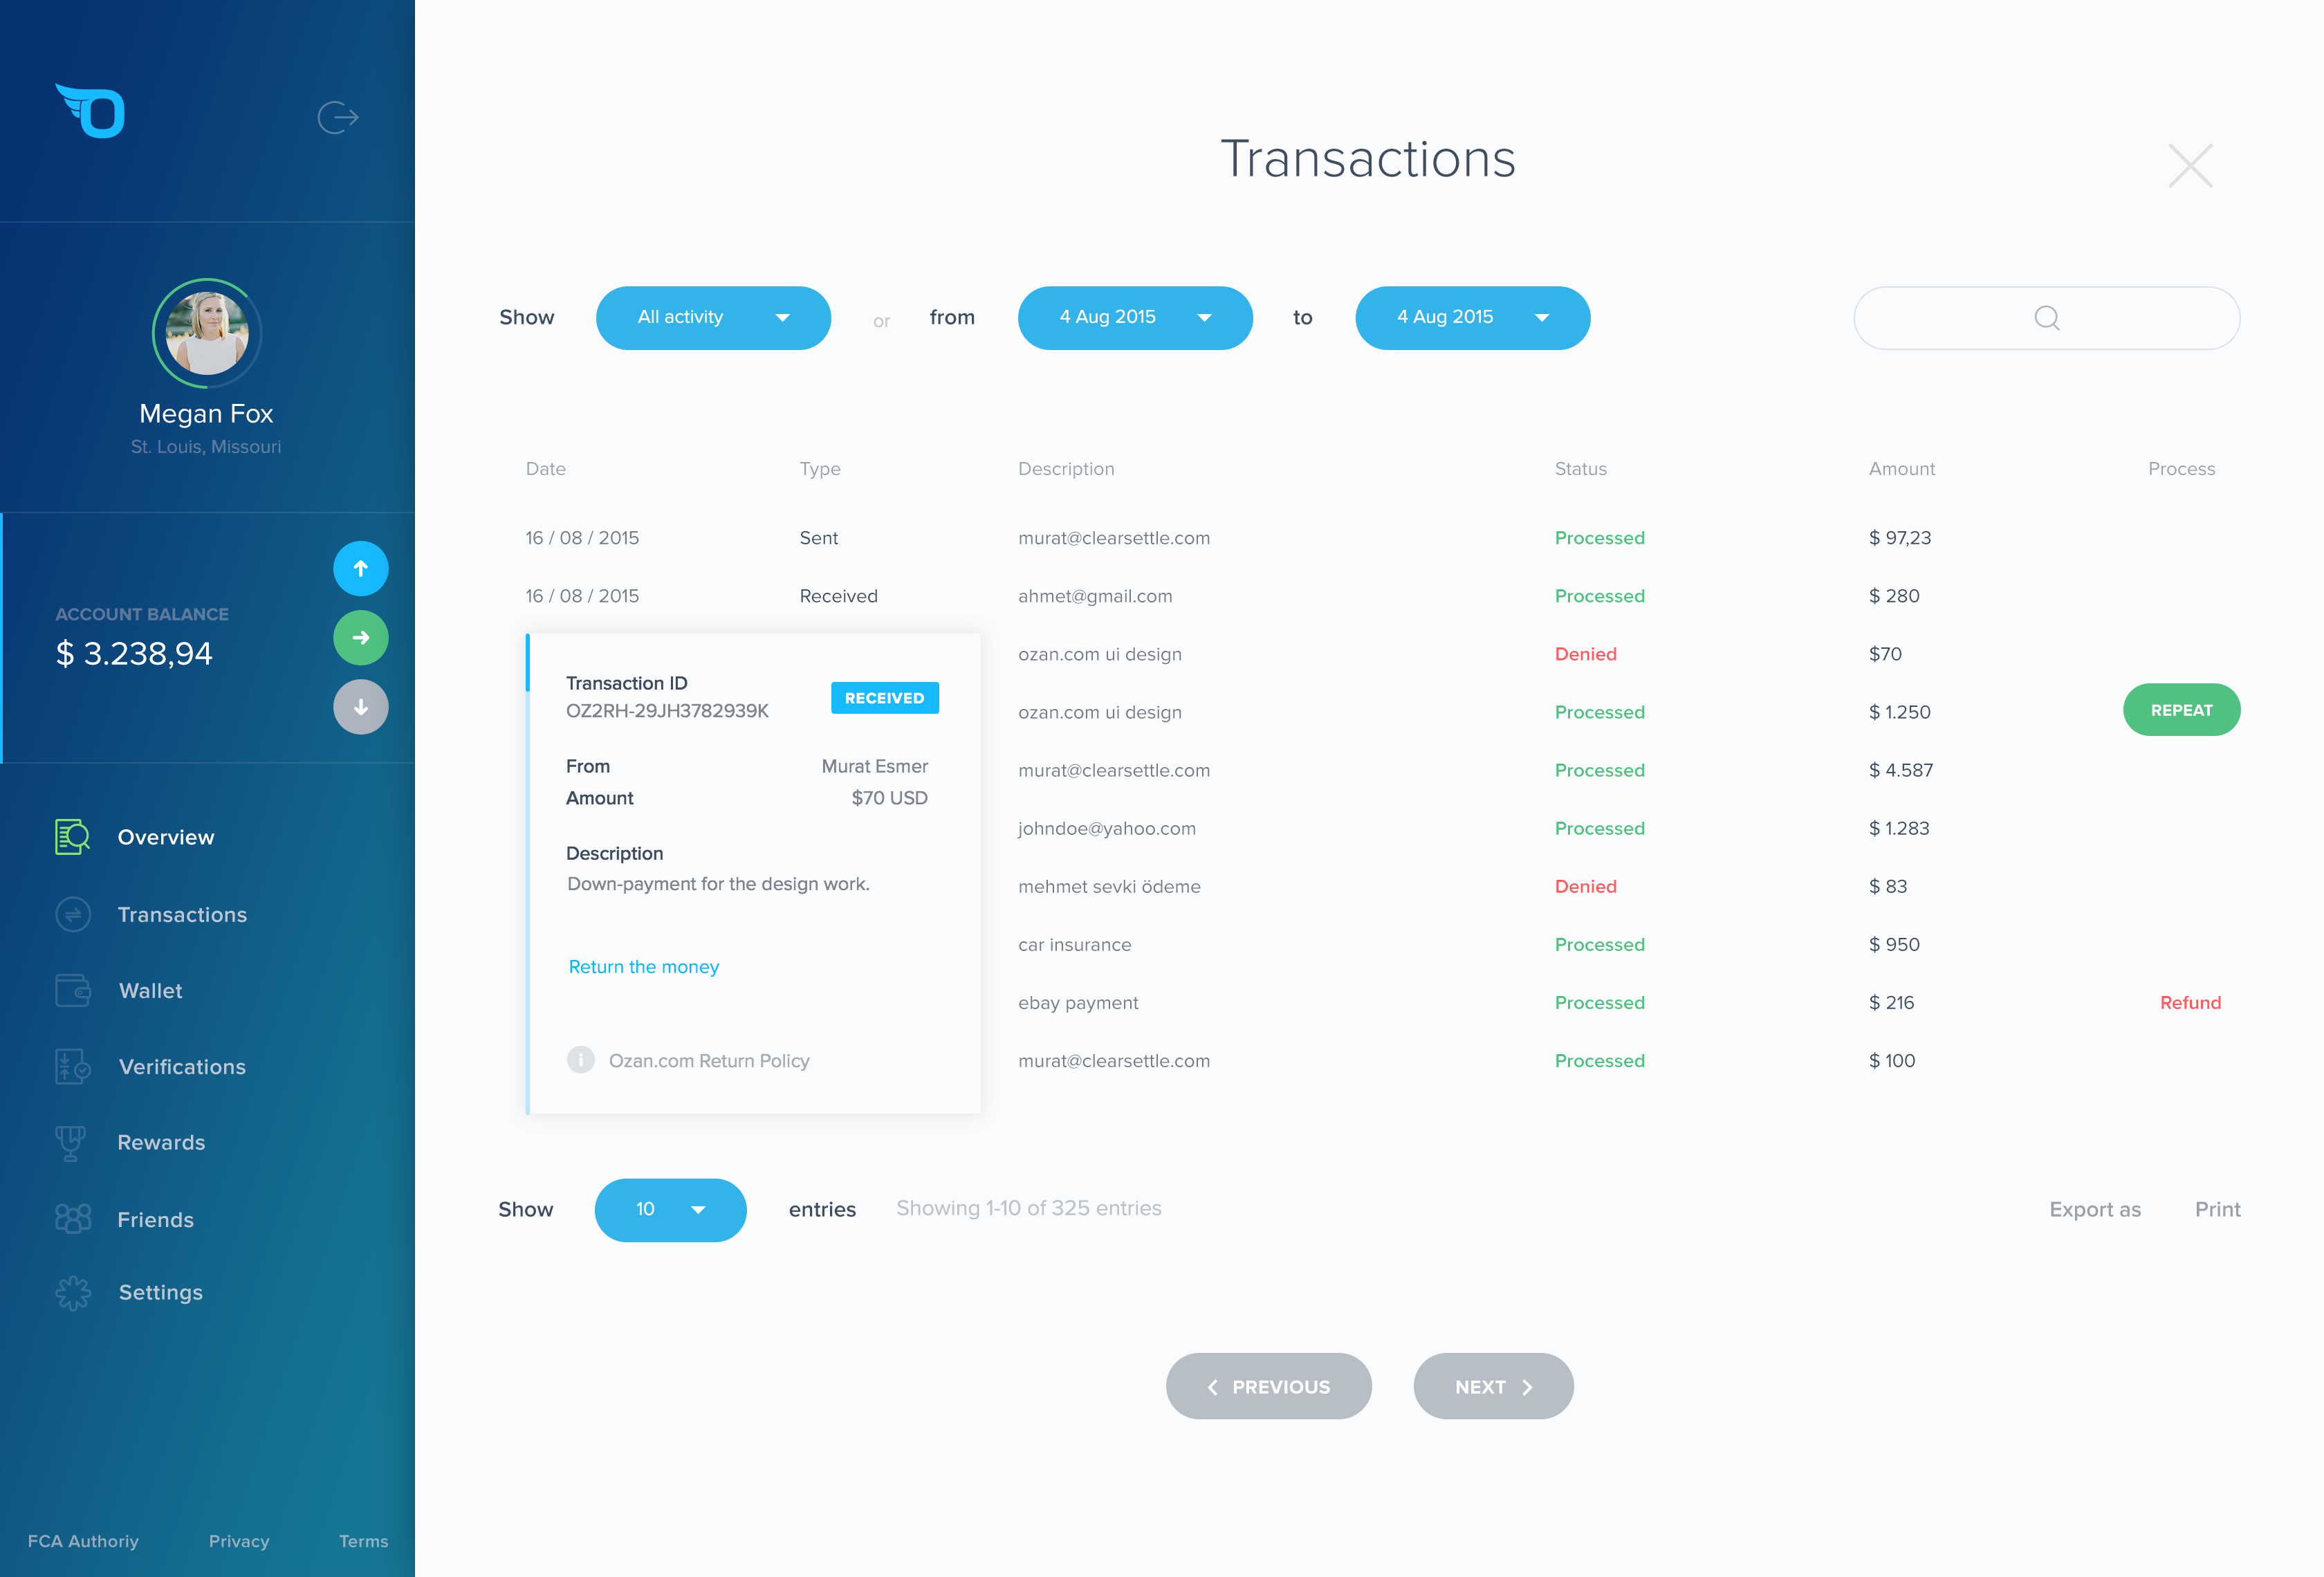 Transactions
Megan Fox
St. Louis, Missouri
ACCOUNT BALANCE
$ 3.238,94
Overview
Transactions
Wallet
Verifications
Rewards
Friends
Settings
FCA Authoriy Privacy Terms
Show All activity or from 4 Aug 2015 to 4 Aug 2015
Date Type Description Status Amount Process
16 / 08 / 2015 Sent murat@clearsettle.com Processed $ 97,23
16 / 08 / 2015 Received ahmet@gmail.com Processed $ 280
ozan.com ui design Denied $70
ozan.com ui design Processed $ 1.250 REPEAT
murat@clearsettle.com Processed $ 4.587
johndoe@yahoo.com Processed $ 1.283
mehmet sevki ödeme Denied $ 83
car insurance Processed $ 950
ebay payment Processed $ 216 Refund
murat@clearsettle.com Processed $ 100
Transaction ID
OZ2RH-29JH3782939K
RECEIVED
From Murat Esmer
Amount $70 USD
Description
Down-payment for the design work.
Return the money
Ozan.com Return Policy
Show 10 entries Showing 1-10 of 325 entries Export as Print
PREVIOUS NEXT